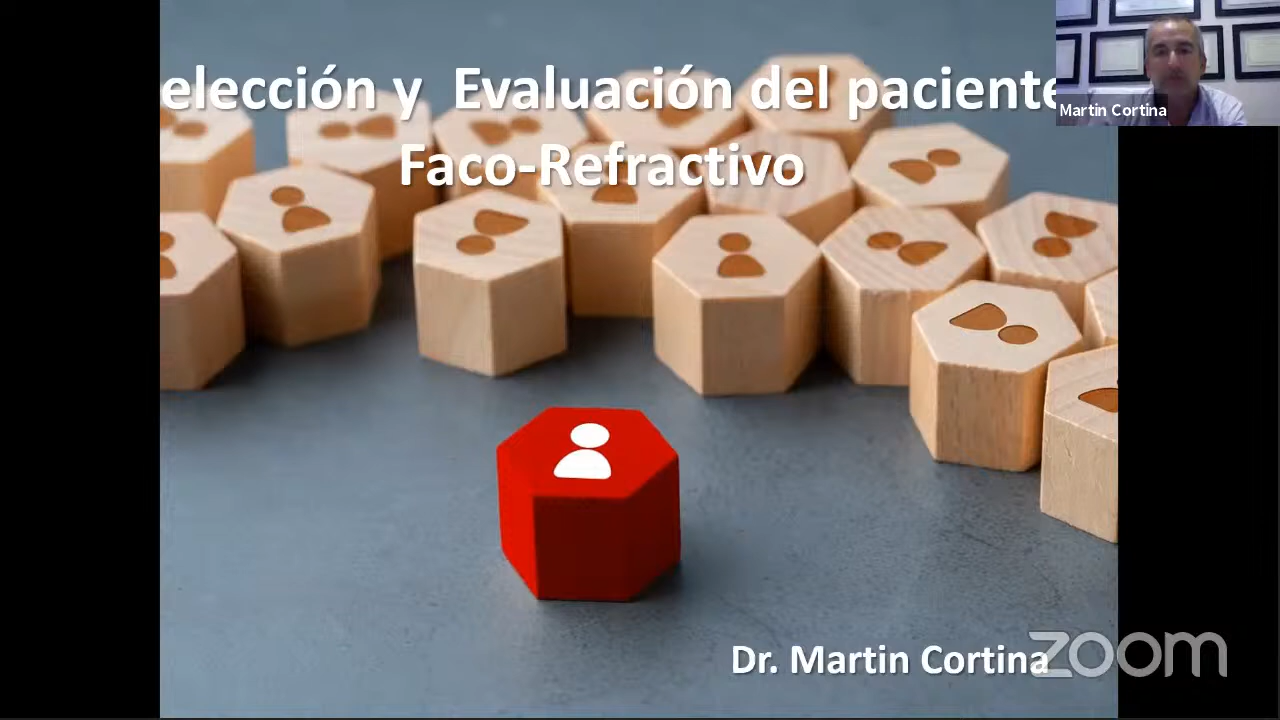 elección y Evaluación del paciente
Faco-Refractivo
Martin Cortina
Dr. Martin Cortina
zoom